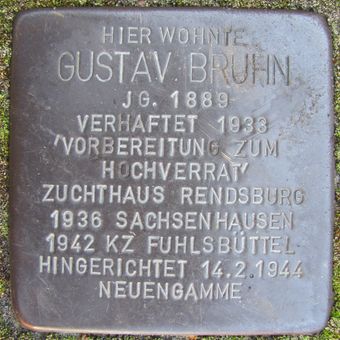 HIER WOHNTE
GUSTAV BRUHN
JG. 1889
VERHAFTET 1933
'VORBEREITUNG ZUM
HOCHVERRAT'
ZUCHTHAUS RENDSBURG
1936 SACHSENHAUSEN
1942 KZ FUHLSBÜTTEL
HINGERICHTET 14.2.1944
NEUENGAMME